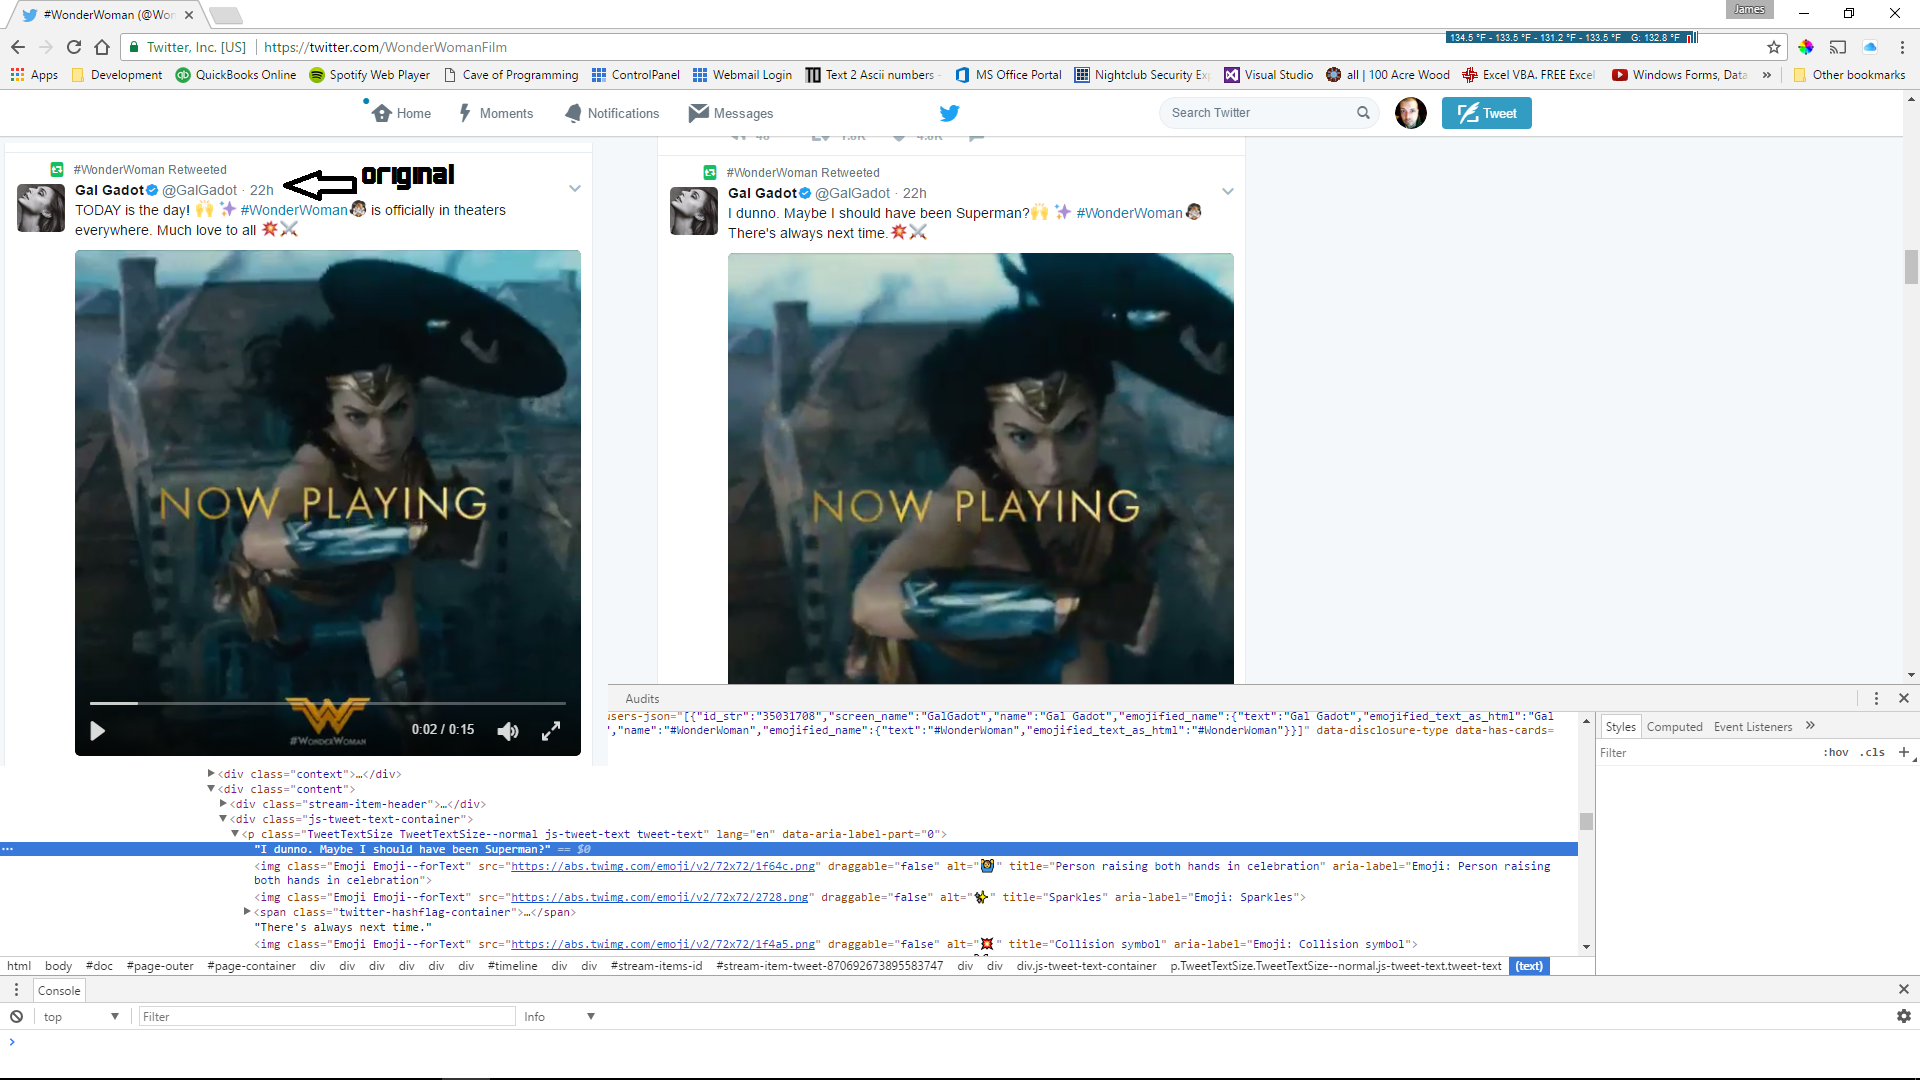 #WonderWoman (@Won
James
Twitter, Inc. [US] https://twitter.com/WonderWomanFilm
134.5 °F - 133.5 °F - 131.2 °F - 133.5 °F G: 132.8 °F
Apps Development QuickBooks Online Spotify Web Player Cave of Programming ControlPanel Webmail Login Text 2 Ascii numbers - MS Office Portal Nightclub Security Ex Visual Studio all | 100 Acre Wood Excel VBA. FREE Excel Windows Forms, Data » Other bookmarks
Home Moments Notifications Messages Search Twitter Tweet
#WonderWoman Retweeted
Gal Gadot @GalGadot · 22h
original
TODAY is the day! 🙌 ✨ #WonderWoman is officially in theaters
everywhere. Much love to all 💥⚔️
NOW PLAYING
#WONDERWOMAN
0:02 / 0:15
#WonderWoman Retweeted
Gal Gadot @GalGadot · 22h
I dunno. Maybe I should have been Superman?🙌 ✨ #WonderWoman
There's always next time.💥⚔️
NOW PLAYING
Audits
users-json="[{"id_str":"35031708","screen_name":"GalGadot","name":"Gal Gadot","emojified_name":{"text":"Gal Gadot","emojified_text_as_html":"Gal
","name":"#WonderWoman","emojified_name":{"text":"#WonderWoman","emojified_text_as_html":"#WonderWoman"}}]" data-disclosure-type data-has-cards=
▶<div class="context">…</div>
▼<div class="content">
▶<div class="stream-item-header">…</div>
▼<div class="js-tweet-text-container">
▼<p class="TweetTextSize TweetTextSize--normal js-tweet-text tweet-text" lang="en" data-aria-label-part="0">
"I dunno. Maybe I should have been Superman?" == $0
<img class="Emoji Emoji--forText" src="https://abs.twimg.com/emoji/v2/72x72/1f64c.png" draggable="false" alt="🙌" title="Person raising both hands in celebration" aria-label="Emoji: Person raising
both hands in celebration">
<img class="Emoji Emoji--forText" src="https://abs.twimg.com/emoji/v2/72x72/2728.png" draggable="false" alt="✨" title="Sparkles" aria-label="Emoji: Sparkles">
▶<span class="twitter-hashflag-container">…</span>
"There's always next time."
<img class="Emoji Emoji--forText" src="https://abs.twimg.com/emoji/v2/72x72/1f4a5.png" draggable="false" alt="💥" title="Collision symbol" aria-label="Emoji: Collision symbol">
Styles Computed Event Listeners »
Filter :hov .cls +
html body #doc #page-outer #page-container div div div div div div #timeline div div #stream-items-id #stream-item-tweet-870692673895583747 div div div.js-tweet-text-container p.TweetTextSize.TweetTextSize--normal.js-tweet-text.tweet-text (text)
Console
top ▼ Filter Info ▼
>